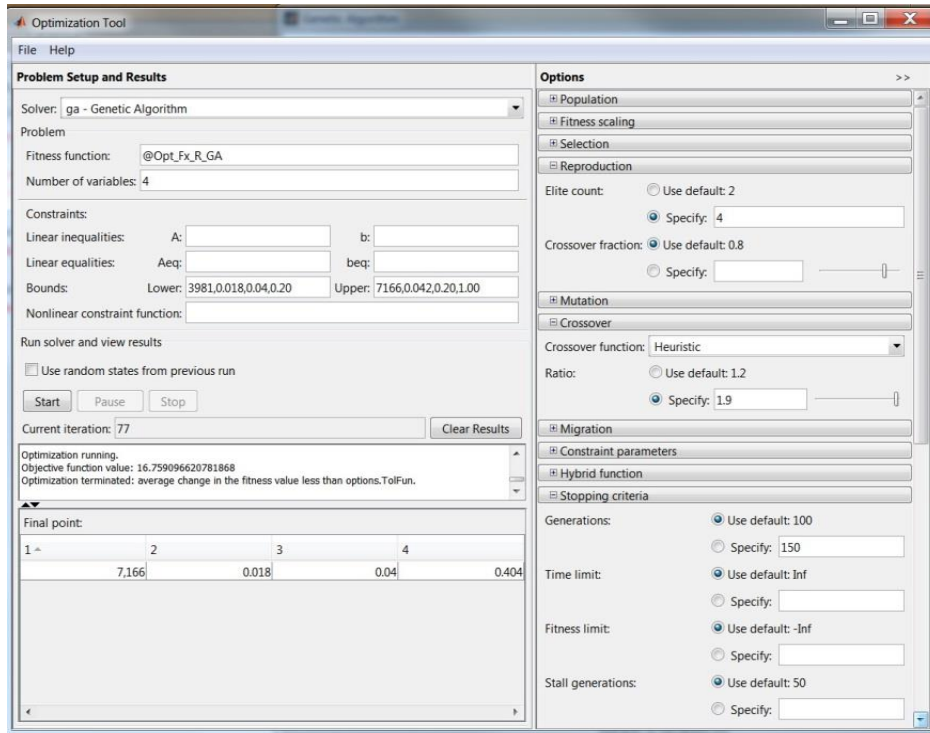 Optimization Tool
Genetic Algorithm
File Help
Problem Setup and Results
Solver: ga - Genetic Algorithm
Problem
Fitness function: @Opt_Fx_R_GA
Number of variables: 4
Constraints:
Linear inequalities: A: b:
Linear equalities: Aeq: beq:
Bounds: Lower: 3981,0.018,0.04,0.20 Upper: 7166,0.042,0.20,1.00
Nonlinear constraint function:
Run solver and view results
Use random states from previous run
Start Pause Stop
Current iteration: 77 Clear Results
Optimization running.
Objective function value: 16.759096620781868
Optimization terminated: average change in the fitness value less than options.TolFun.
Final point:
1 2 3 4
7,166 0.018 0.04 0.404
Options >>
Population
Fitness scaling
Selection
Reproduction
Elite count: Use default: 2
Specify: 4
Crossover fraction: Use default: 0.8
Specify:
Mutation
Crossover
Crossover function: Heuristic
Ratio: Use default: 1.2
Specify: 1.9
Migration
Constraint parameters
Hybrid function
Stopping criteria
Generations: Use default: 100
Specify: 150
Time limit: Use default: Inf
Specify:
Fitness limit: Use default: -Inf
Specify:
Stall generations: Use default: 50
Specify: